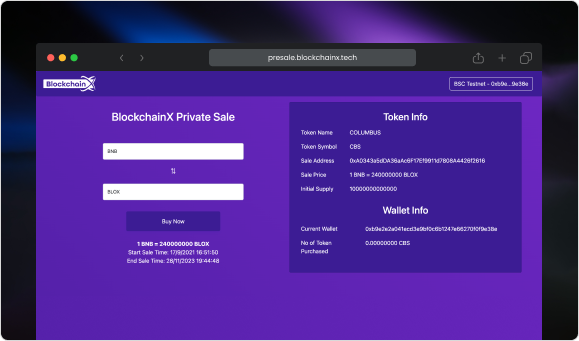 presale.blockchainx.tech
BlockchainX
BSC Testnet - 0xb9e...9e38e
BlockchainX Private Sale
BNB
BLOX
Buy Now
1 BNB = 240000000 BLOX
Start Sale Time: 17/9/2021 16:51:50
End Sale Time: 26/11/2023 19:44:48
Token Info
Token Name COLUMBUS
Token Symbol CBS
Sale Address 0xA0343a5dDA36aAc6F17Ef9911d7808A4426f2616
Sale Price 1 BNB = 240000000 BLOX
Initial Supply 10000000000000
Wallet Info
Current Wallet 0xb9e2e2a041ecd3e9bf0c6b1247e66270f0f9e38e
No of Token 0.00000000 CBS
Purchased